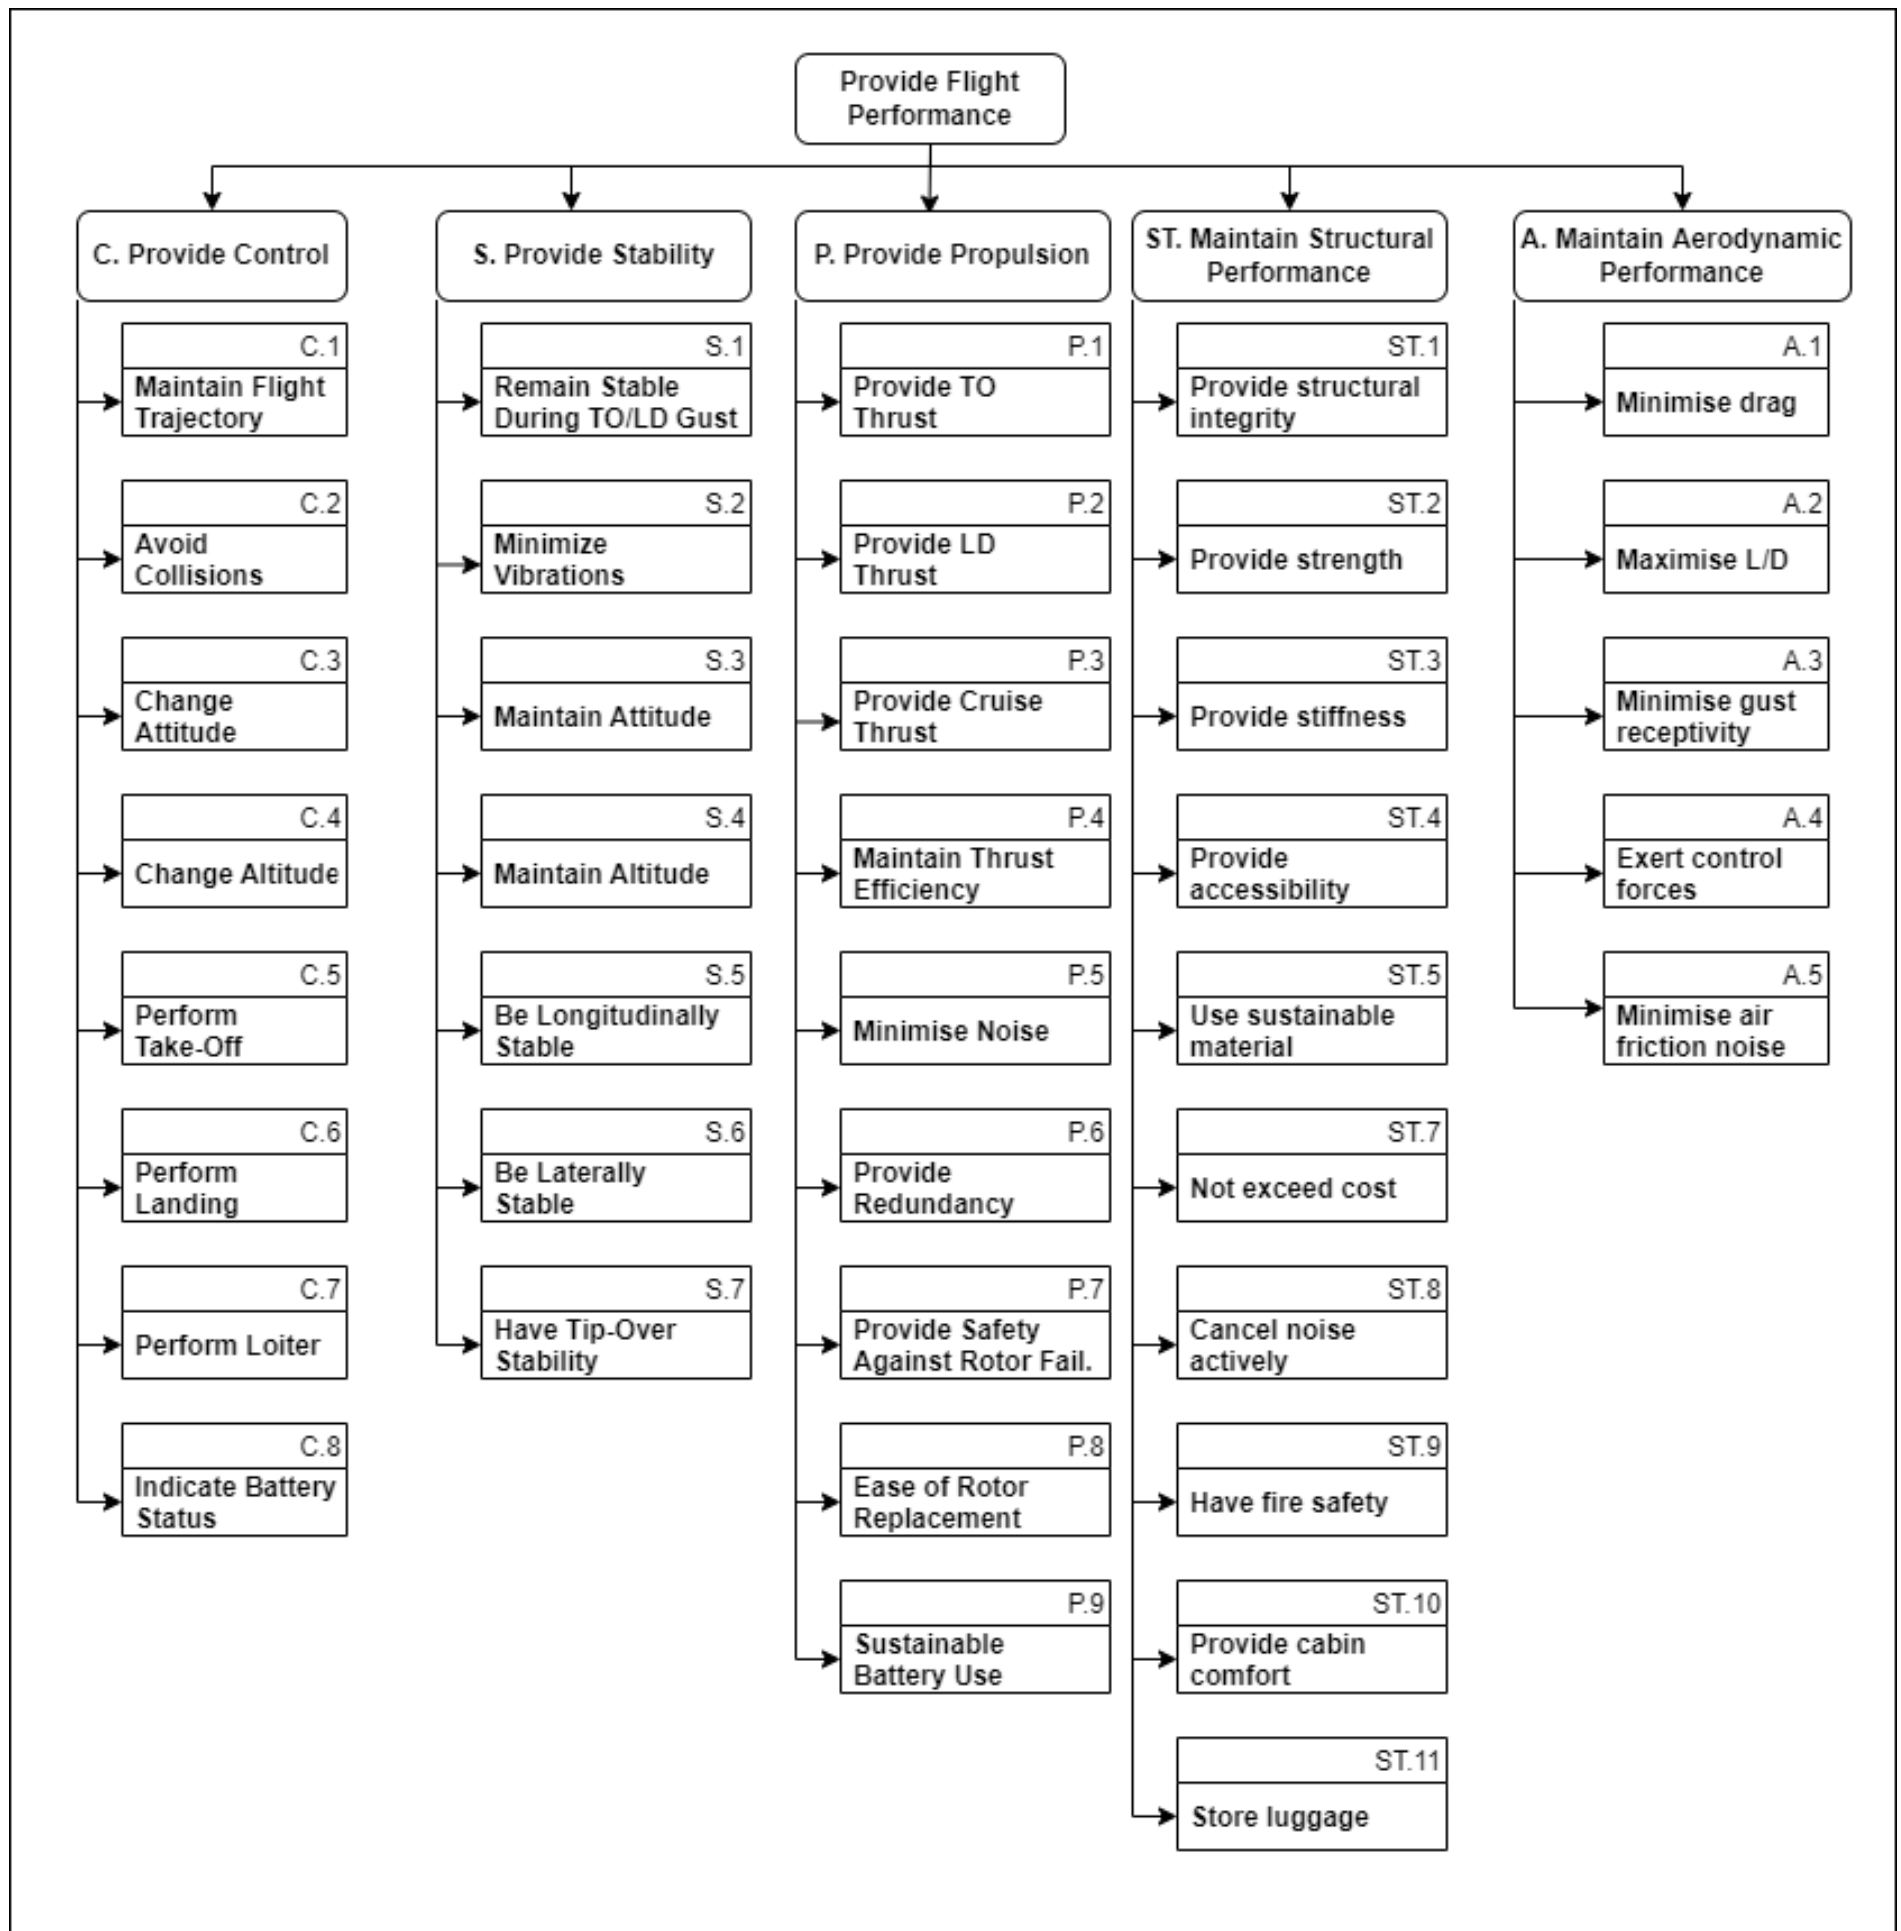 Provide Flight
Performance
C. Provide Control
S. Provide Stability
P. Provide Propulsion
ST. Maintain Structural
Performance
A. Maintain Aerodynamic
Performance
C.1
Maintain Flight
Trajectory
C.2
Avoid
Collisions
C.3
Change
Attitude
C.4
Change Altitude
C.5
Perform
Take-Off
C.6
Perform
Landing
C.7
Perform Loiter
C.8
Indicate Battery
Status
S.1
Remain Stable
During TO/LD Gust
S.2
Minimize
Vibrations
S.3
Maintain Attitude
S.4
Maintain Altitude
S.5
Be Longitudinally
Stable
S.6
Be Laterally
Stable
S.7
Have Tip-Over
Stability
P.1
Provide TO
Thrust
P.2
Provide LD
Thrust
P.3
Provide Cruise
Thrust
P.4
Maintain Thrust
Efficiency
P.5
Minimise Noise
P.6
Provide
Redundancy
P.7
Provide Safety
Against Rotor Fail.
P.8
Ease of Rotor
Replacement
P.9
Sustainable
Battery Use
ST.1
Provide structural
integrity
ST.2
Provide strength
ST.3
Provide stiffness
ST.4
Provide
accessibility
ST.5
Use sustainable
material
ST.7
Not exceed cost
ST.8
Cancel noise
actively
ST.9
Have fire safety
ST.10
Provide cabin
comfort
ST.11
Store luggage
A.1
Minimise drag
A.2
Maximise L/D
A.3
Minimise gust
receptivity
A.4
Exert control
forces
A.5
Minimise air
friction noise